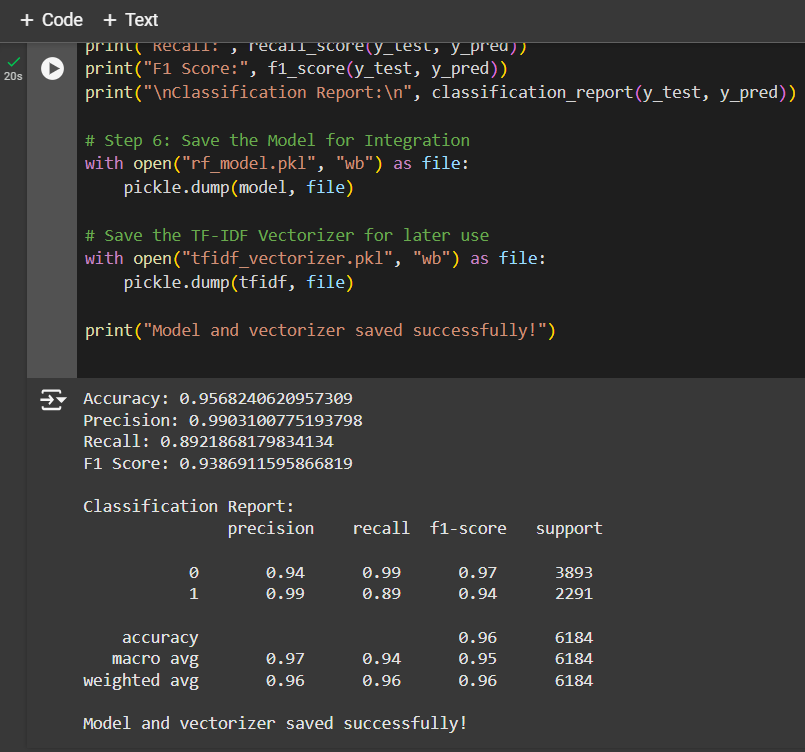 + Code + Text
print("Recall:", recall_score(y_test, y_pred))
20s
print("F1 Score:", f1_score(y_test, y_pred))
print("\nClassification Report:\n", classification_report(y_test, y_pred))
# Step 6: Save the Model for Integration
with open("rf_model.pkl", "wb") as file:
    pickle.dump(model, file)
# Save the TF-IDF Vectorizer for later use
with open("tfidf_vectorizer.pkl", "wb") as file:
    pickle.dump(tfidf, file)
print("Model and vectorizer saved successfully!")
Accuracy: 0.9568240620957309
Precision: 0.9903100775193798
Recall: 0.8921868179834134
F1 Score: 0.9386911595866819
Classification Report:
precision recall f1-score support
0 0.94 0.99 0.97 3893
1 0.99 0.89 0.94 2291
accuracy 0.96 6184
macro avg 0.97 0.94 0.95 6184
weighted avg 0.96 0.96 0.96 6184
Model and vectorizer saved successfully!